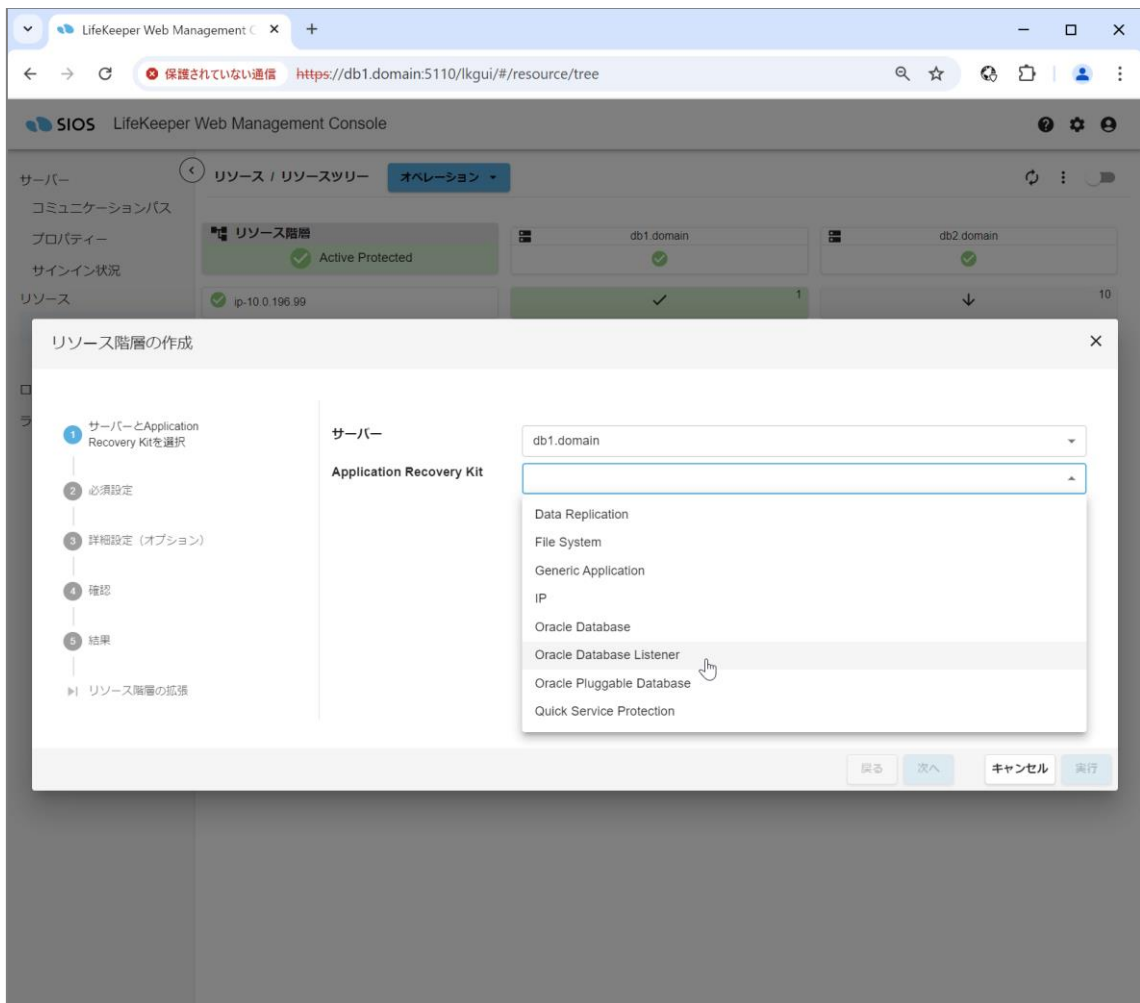 LifeKeeper Web Management C
保護されていない通信 https://db1.domain:5110/lkgui/#/resource/tree
SIOS LifeKeeper Web Management Console
サーバー
コミュニケーションパス
プロパティー
サインイン状況
リソース
リソース / リソースツリー
オペレーション
リソース階層
Active Protected
db1.domain
db2.domain
ip-10.0.196.99
1
10
リソース階層の作成
1 サーバーとApplication
Recovery Kitを選択
2 必須設定
3 詳細設定（オプション）
4 確認
5 結果
リソース階層の拡張
サーバー
db1.domain
Application Recovery Kit
Data Replication
File System
Generic Application
IP
Oracle Database
Oracle Database Listener
Oracle Pluggable Database
Quick Service Protection
戻る 次へ キャンセル 実行